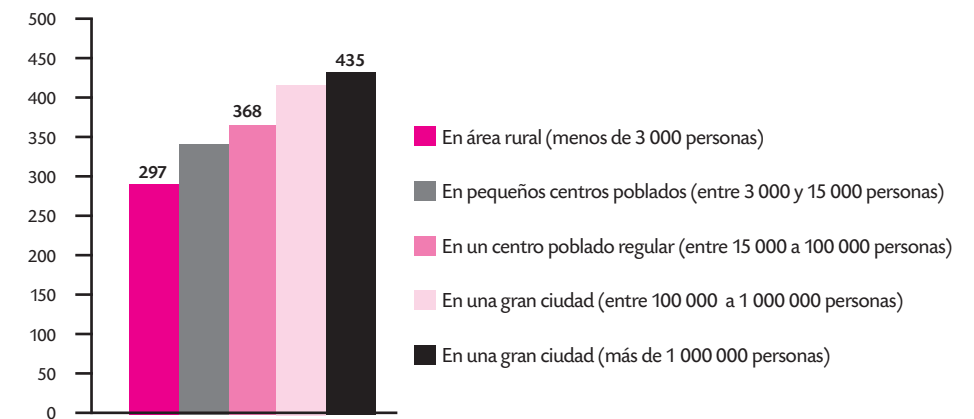 500
450
400
350
300
250
200
150
100
50
0
297
368
435
En área rural (menos de 3 000 personas)
En pequeños centros poblados (entre 3 000 y 15 000 personas)
En un centro poblado regular (entre 15 000 a 100 000 personas)
En una gran ciudad (entre 100 000 a 1 000 000 personas)
En una gran ciudad (más de 1 000 000 personas)